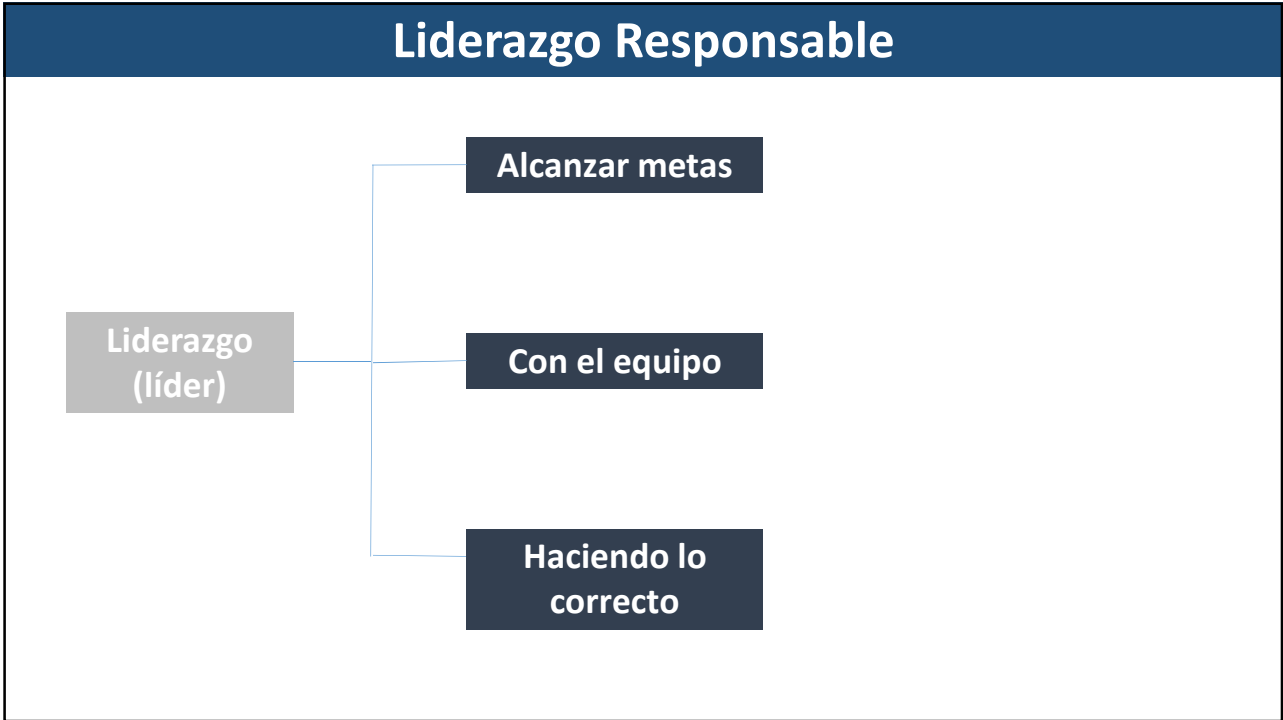 Liderazgo Responsable
Alcanzar metas
Liderazgo
(líder)
Con el equipo
Haciendo lo
correcto